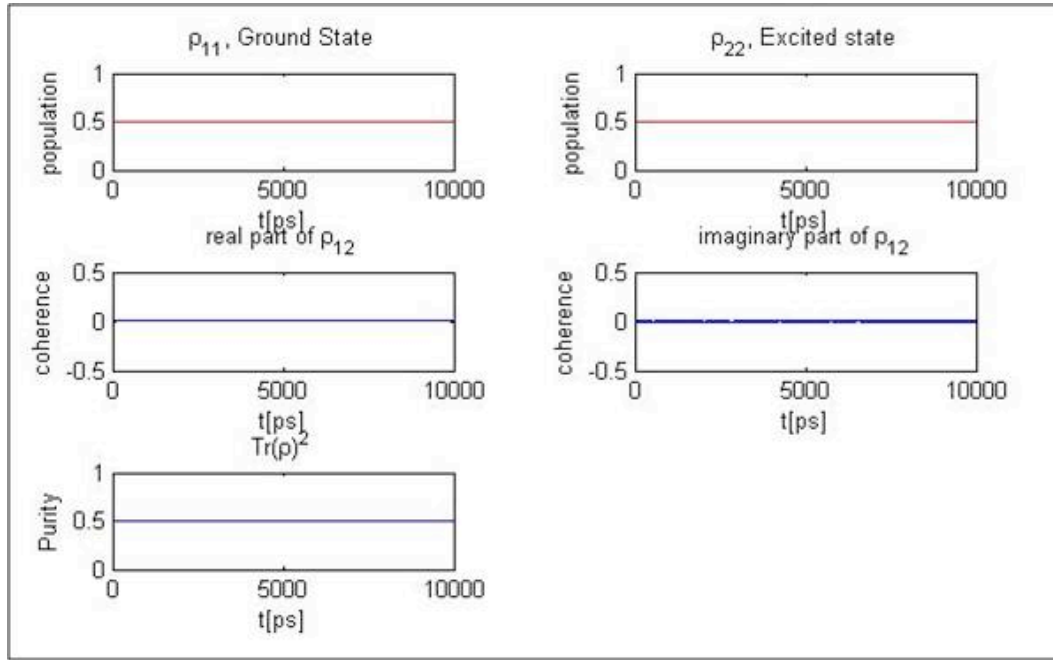 ρ11, Ground State
1
0.5
0
population
0 5000 10000
t[ps]
ρ22, Excited state
1
0.5
0
population
0 5000 10000
t[ps]
real part of ρ12
0.5
0
-0.5
coherence
0 5000 10000
t[ps]
imaginary part of ρ12
0.5
0
-0.5
coherence
0 5000 10000
t[ps]
Tr(ρ)2
1
0.5
0
Purity
0 5000 10000
t[ps]